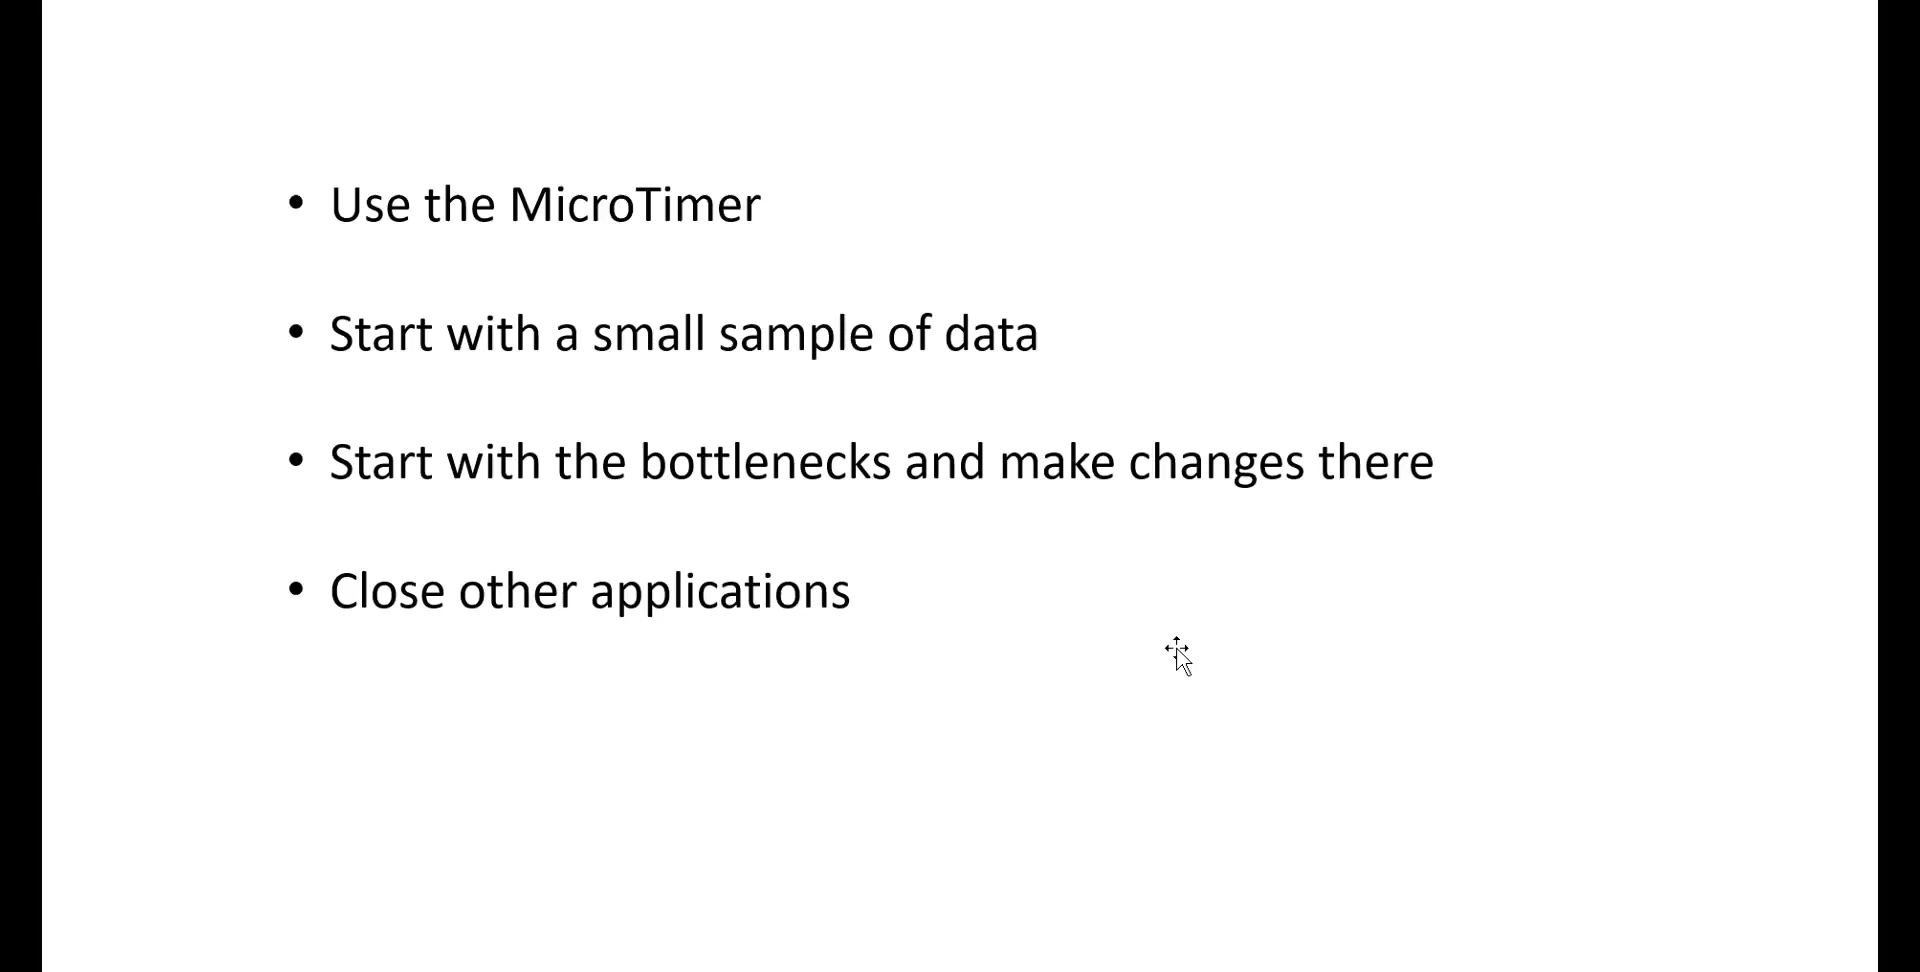 • Use the MicroTimer
• Start with a small sample of data
• Start with the bottlenecks and make changes there
• Close other applications